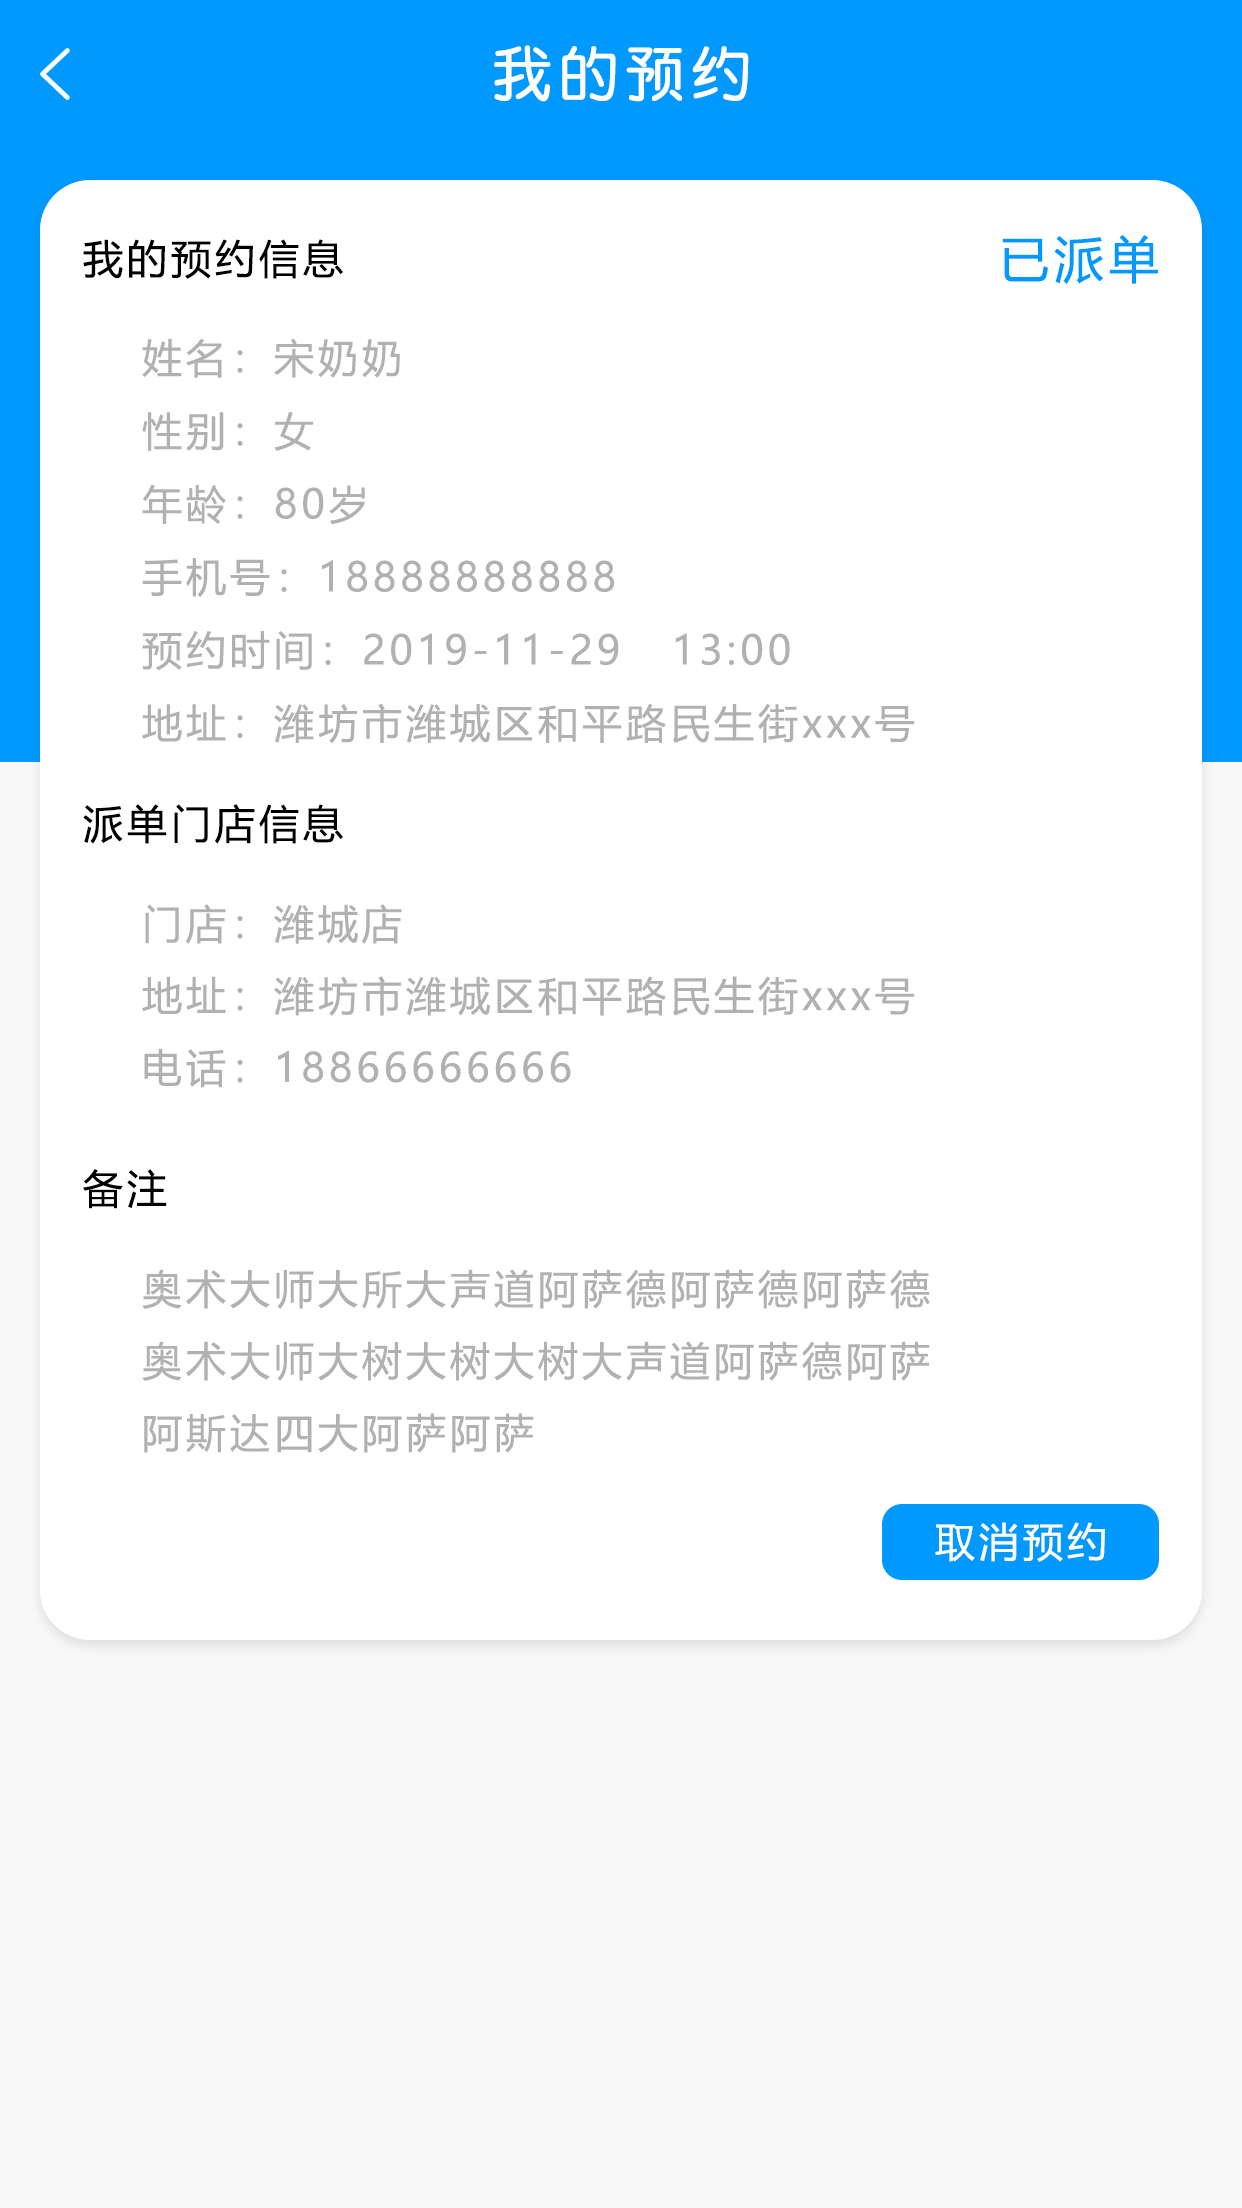 我的预约
我的预约信息
已派单
姓名：宋奶奶
性别：女
年龄：80岁
手机号：18888888888
预约时间：2019-11-29 13:00
地址：潍坊市潍城区和平路民生街xxx号
派单门店信息
门店：潍城店
地址：潍坊市潍城区和平路民生街xxx号
电话：18866666666
备注
奥术大师大所大声道阿萨德阿萨德阿萨德
奥术大师大树大树大树大声道阿萨德阿萨
阿斯达四大阿萨阿萨
取消预约